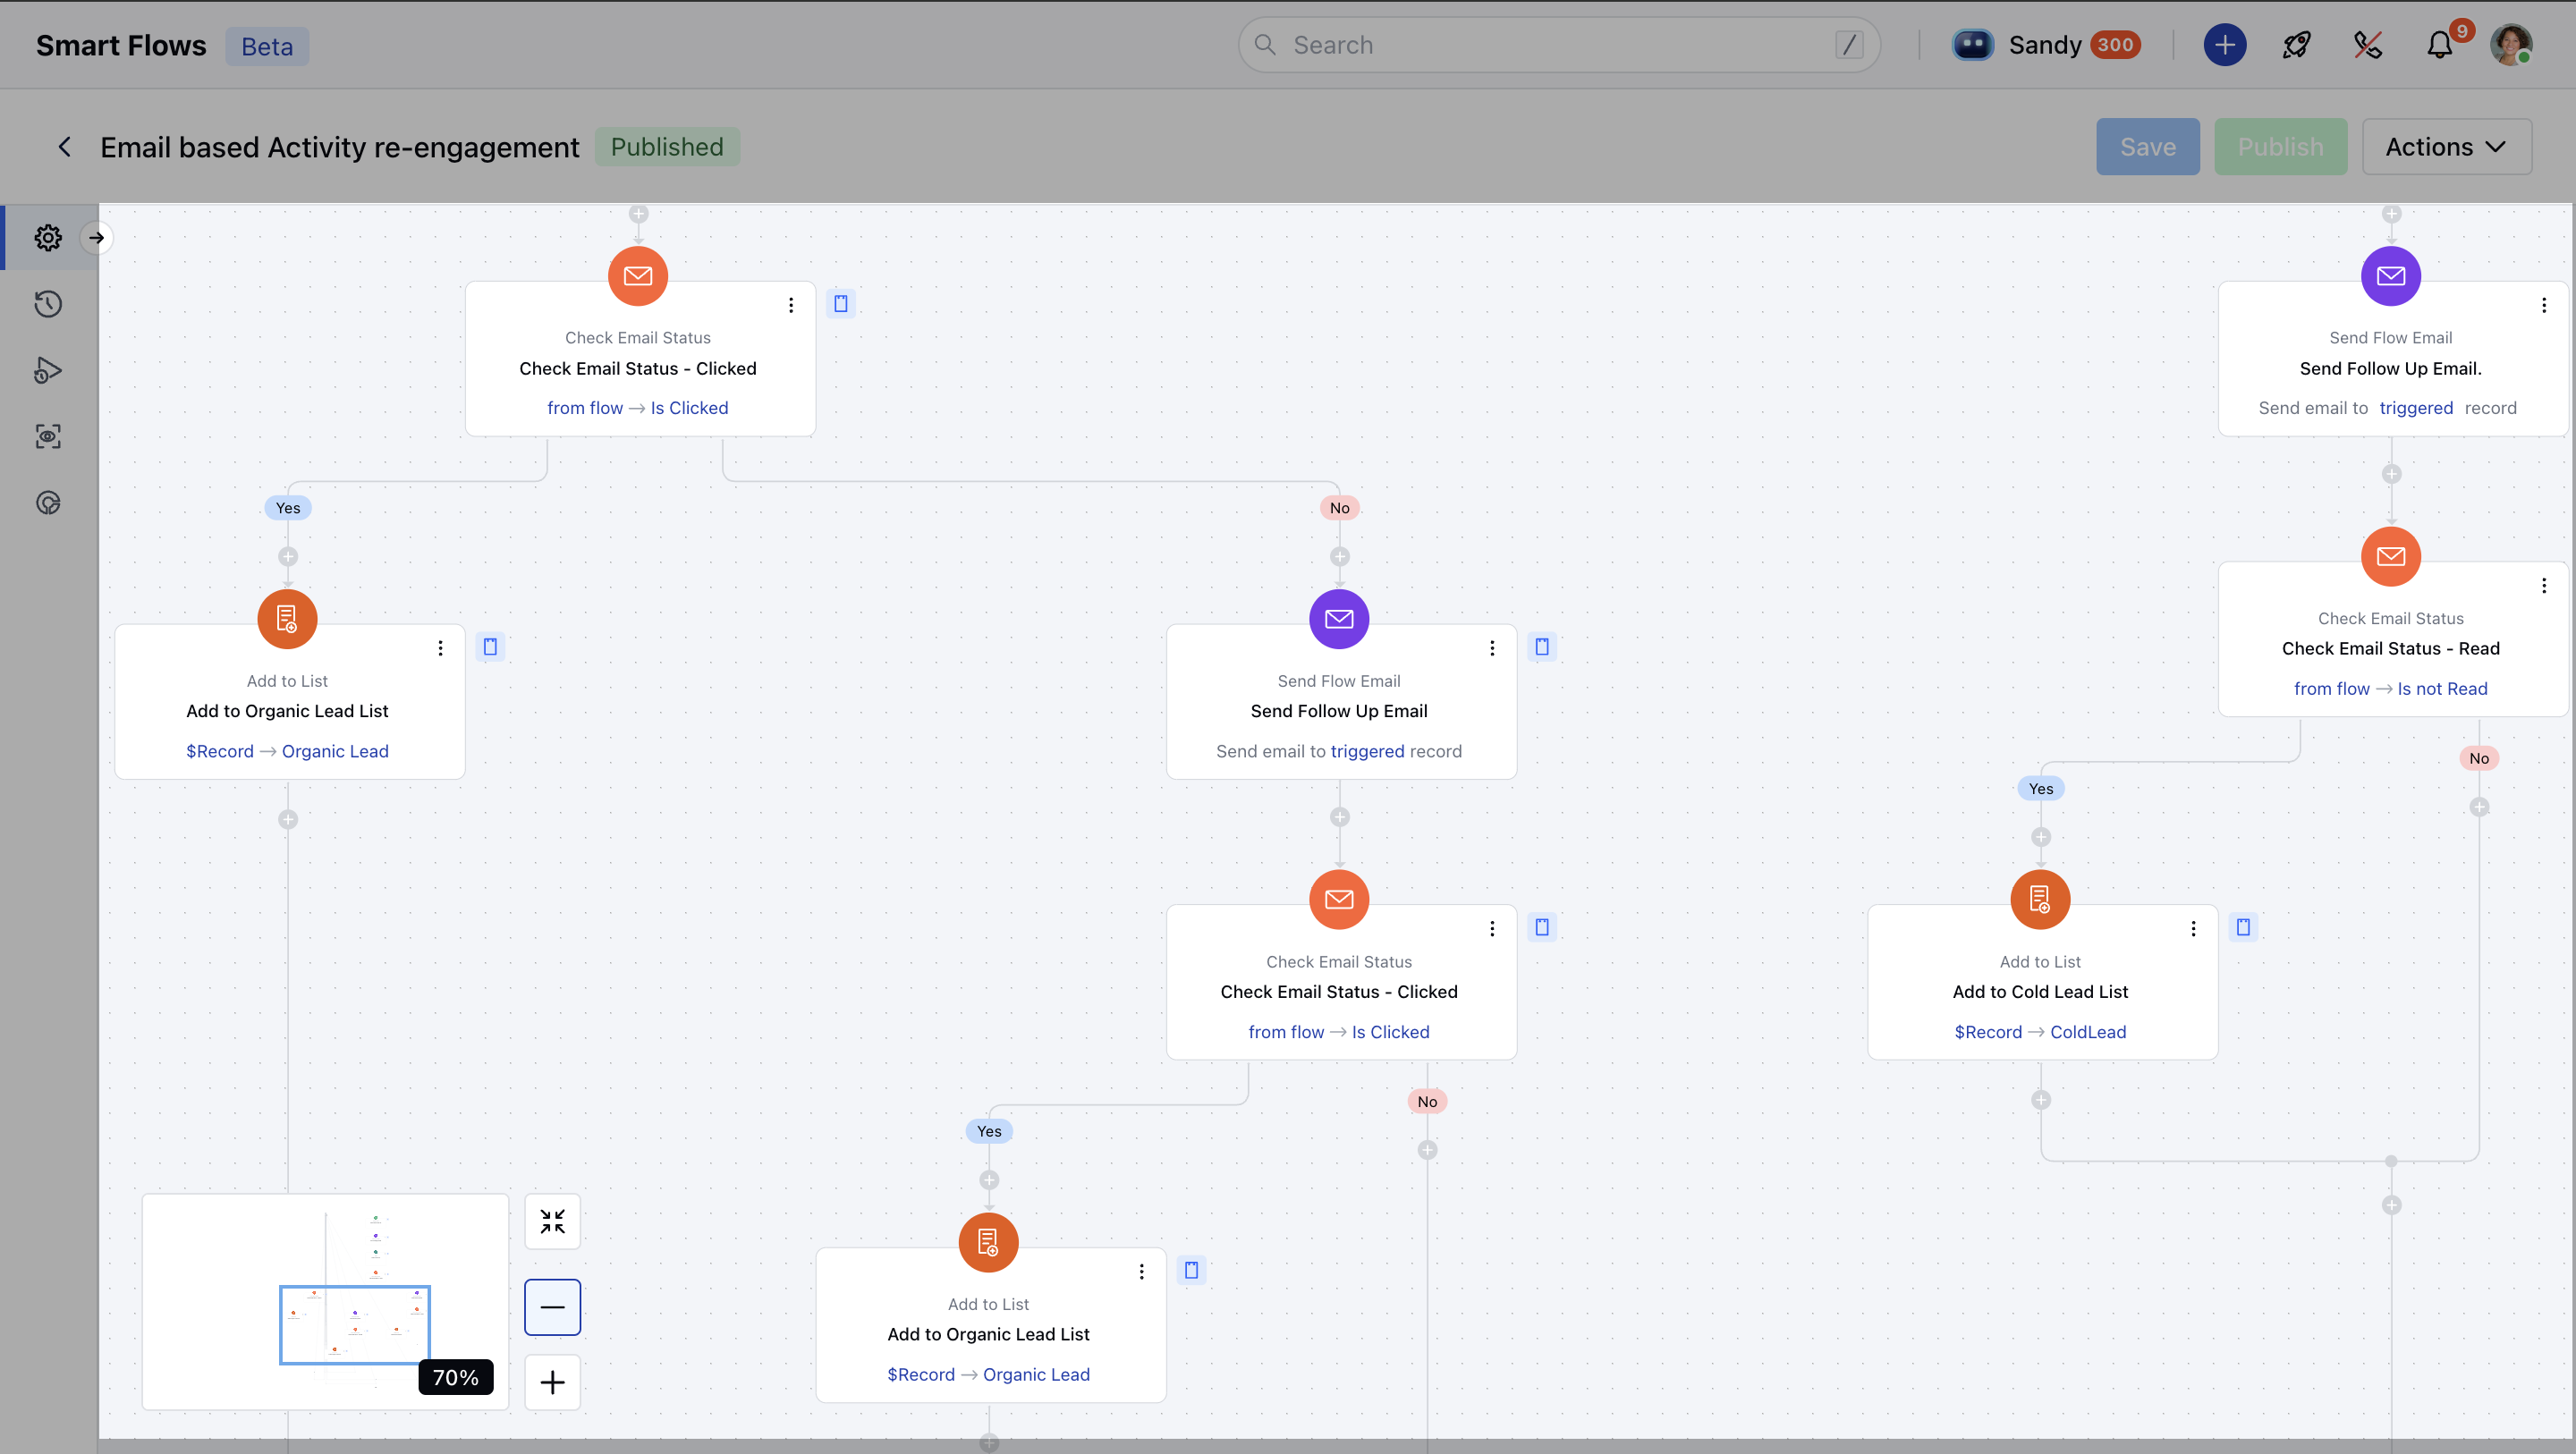 Smart Flows Beta Search / Sandy 300 9
Email based Activity re-engagement Published Save Publish Actions
Check Email Status
Check Email Status - Clicked
from flow → Is Clicked
Send Flow Email
Send Follow Up Email.
Send email to triggered record
Yes
No
Add to List
Add to Organic Lead List
$Record → Organic Lead
Send Flow Email
Send Follow Up Email
Send email to triggered record
Check Email Status
Check Email Status - Read
from flow → Is not Read
Yes
No
Check Email Status
Check Email Status - Clicked
from flow → Is Clicked
Add to List
Add to Cold Lead List
$Record → ColdLead
Yes
No
Add to List
Add to Organic Lead List
$Record → Organic Lead
70%